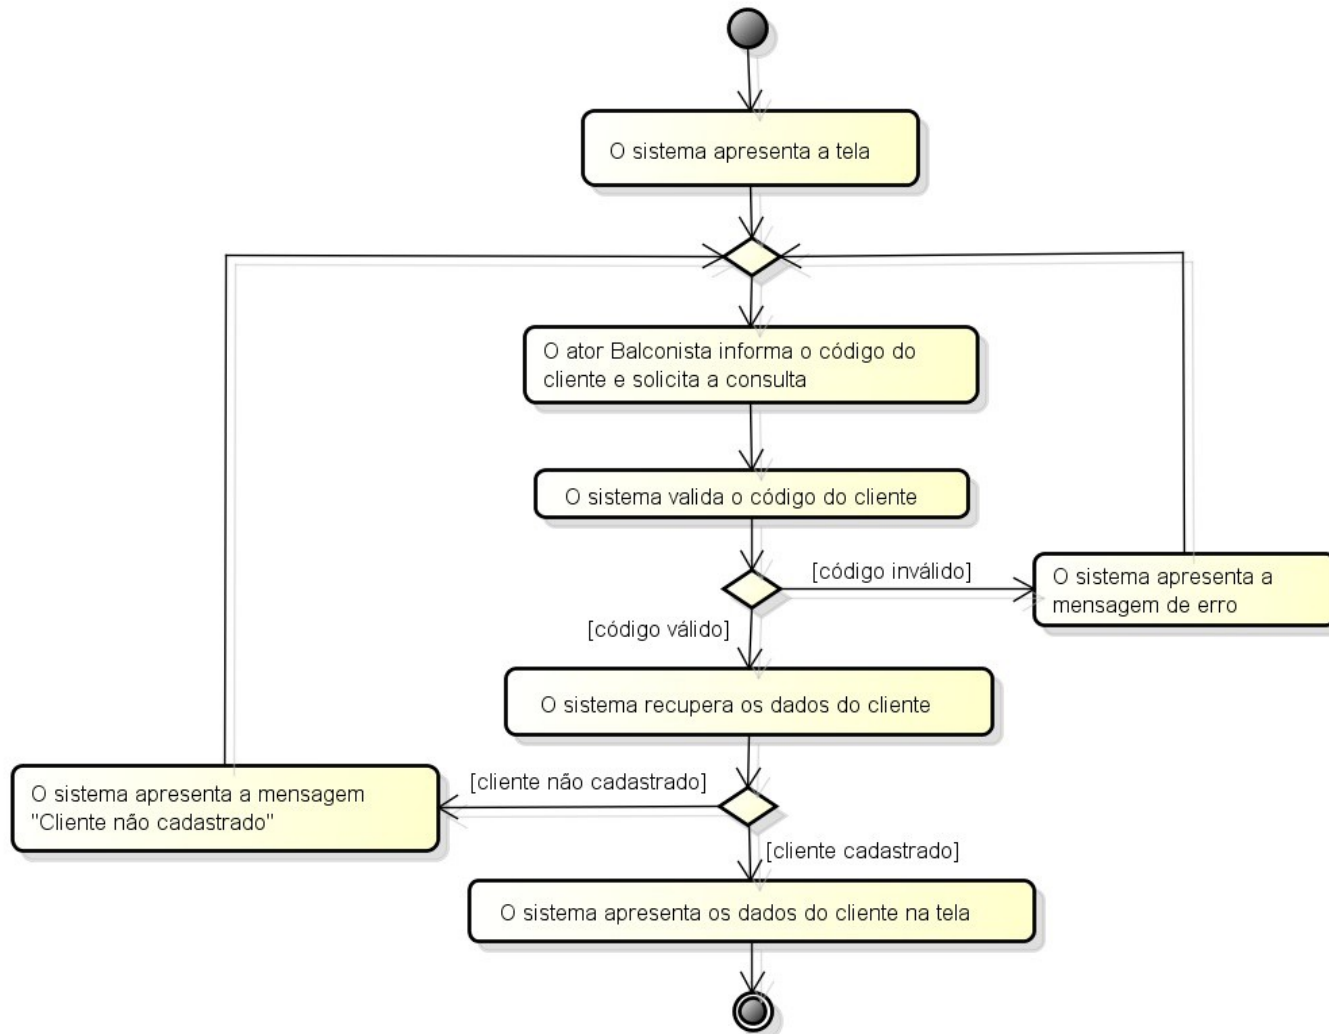 O sistema apresenta a tela
O ator Balconista informa o código do
cliente e solicita a consulta
O sistema valida o código do cliente
[código inválido]
O sistema apresenta a
mensagem de erro
[código válido]
O sistema recupera os dados do cliente
[cliente não cadastrado]
O sistema apresenta a mensagem
"Cliente não cadastrado"
[cliente cadastrado]
O sistema apresenta os dados do cliente na tela